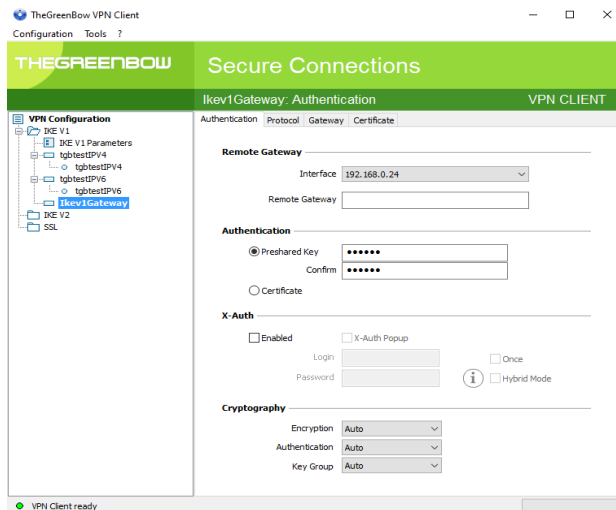 TheGreenBow VPN Client
Configuration Tools ?
THEGREENBOW
Secure Connections
Ikev1Gateway: Authentication
VPN CLIENT
VPN Configuration
IKE V1
IKE V1 Parameters
tgbtestIPV4
tgbtestIPV4
tgbtestIPV6
tgbtestIPV6
Ikev1Gateway
IKE V2
SSL
Authentication Protocol Gateway Certificate
Remote Gateway
Interface 192.168.0.24
Remote Gateway
Authentication
Preshared Key ●●●●●●
Confirm ●●●●●●
Certificate
X-Auth
Enabled X-Auth Popup
Login Once
Password i Hybrid Mode
Cryptography
Encryption Auto
Authentication Auto
Key Group Auto
VPN Client ready